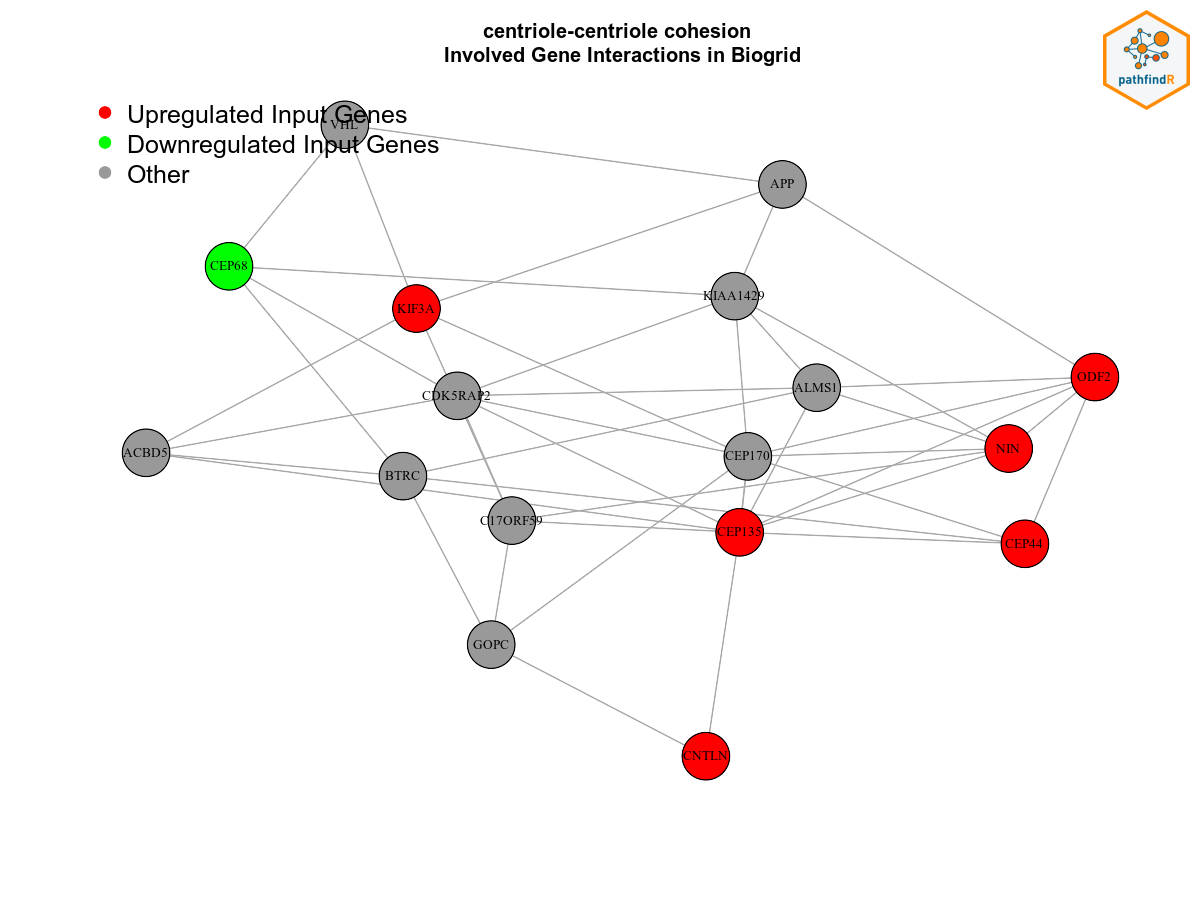 centriole-centriole cohesion
Involved Gene Interactions in Biogrid
pathfindR
Upregulated Input Genes
VHL
Downregulated Input Genes
Other
APP
CEP68
KIF3A
KIAA1429
ODF2
CDK5RAP2
ALMS1
ACBD5
BTRC
CEP170
NIN
C17ORF59
CEP135
CEP44
GOPC
CNTLN